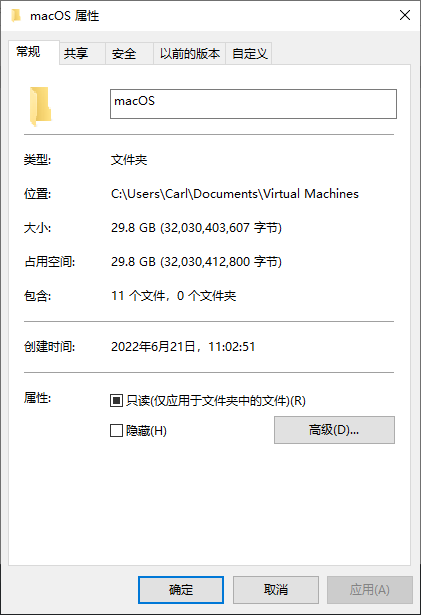 macOS 属性
常规 共享 安全 以前的版本 自定义
macOS
类型: 文件夹
位置: C:\Users\Carl\Documents\Virtual Machines
大小: 29.8 GB (32,030,403,607 字节)
占用空间: 29.8 GB (32,030,412,800 字节)
包含: 11 个文件，0 个文件夹
创建时间: 2022年6月21日，11:02:51
属性: 只读(仅应用于文件夹中的文件)(R)
隐藏(H) 高级(D)...
确定 取消 应用(A)